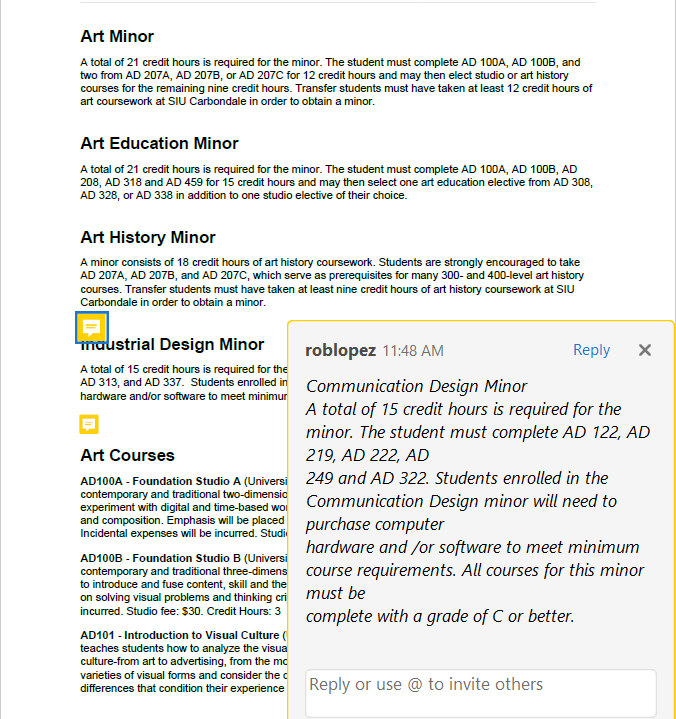 Art Minor
A total of 21 credit hours is required for the minor. The student must complete AD 100A, AD 100B, and
two from AD 207A, AD 207B, or AD 207C for 12 credit hours and may then elect studio or art history
courses for the remaining nine credit hours. Transfer students must have taken at least 12 credit hours of
art coursework at SIU Carbondale in order to obtain a minor.
Art Education Minor
A total of 21 credit hours is required for the minor. The student must complete AD 100A, AD 100B, AD
208, AD 318 and AD 459 for 15 credit hours and may then select one art education elective from AD 308,
AD 328, or AD 338 in addition to one studio elective of their choice.
Art History Minor
A minor consists of 18 credit hours of art history coursework. Students are strongly encouraged to take
AD 207A, AD 207B, and AD 207C, which serve as prerequisites for many 300- and 400-level art history
courses. Transfer students must have taken at least nine credit hours of art history coursework at SIU
Carbondale in order to obtain a minor.
Industrial Design Minor
A total of 15 credit hours is required for the
AD 313, and AD 337. Students enrolled in
hardware and/or software to meet minimum
Art Courses
AD100A - Foundation Studio A (Universi
contemporary and traditional two-dimensio
experiment with digital and time-based wo
and composition. Emphasis will be placed
Incidental expenses will be incurred. Studi
AD100B - Foundation Studio B (Universi
contemporary and traditional three-dimens
to introduce and fuse content, skill and the
on solving visual problems and thinking cri
incurred. Studio fee: $30. Credit Hours: 3
AD101 - Introduction to Visual Culture (
teaches students how to analyze the visua
culture-from art to advertising, from the mo
varieties of visual forms and consider the c
differences that condition their experience
roblopez 11:48 AM Reply
Communication Design Minor
A total of 15 credit hours is required for the
minor. The student must complete AD 122, AD
219, AD 222, AD
249 and AD 322. Students enrolled in the
Communication Design minor will need to
purchase computer
hardware and /or software to meet minimum
course requirements. All courses for this minor
must be
complete with a grade of C or better.
Reply or use @ to invite others